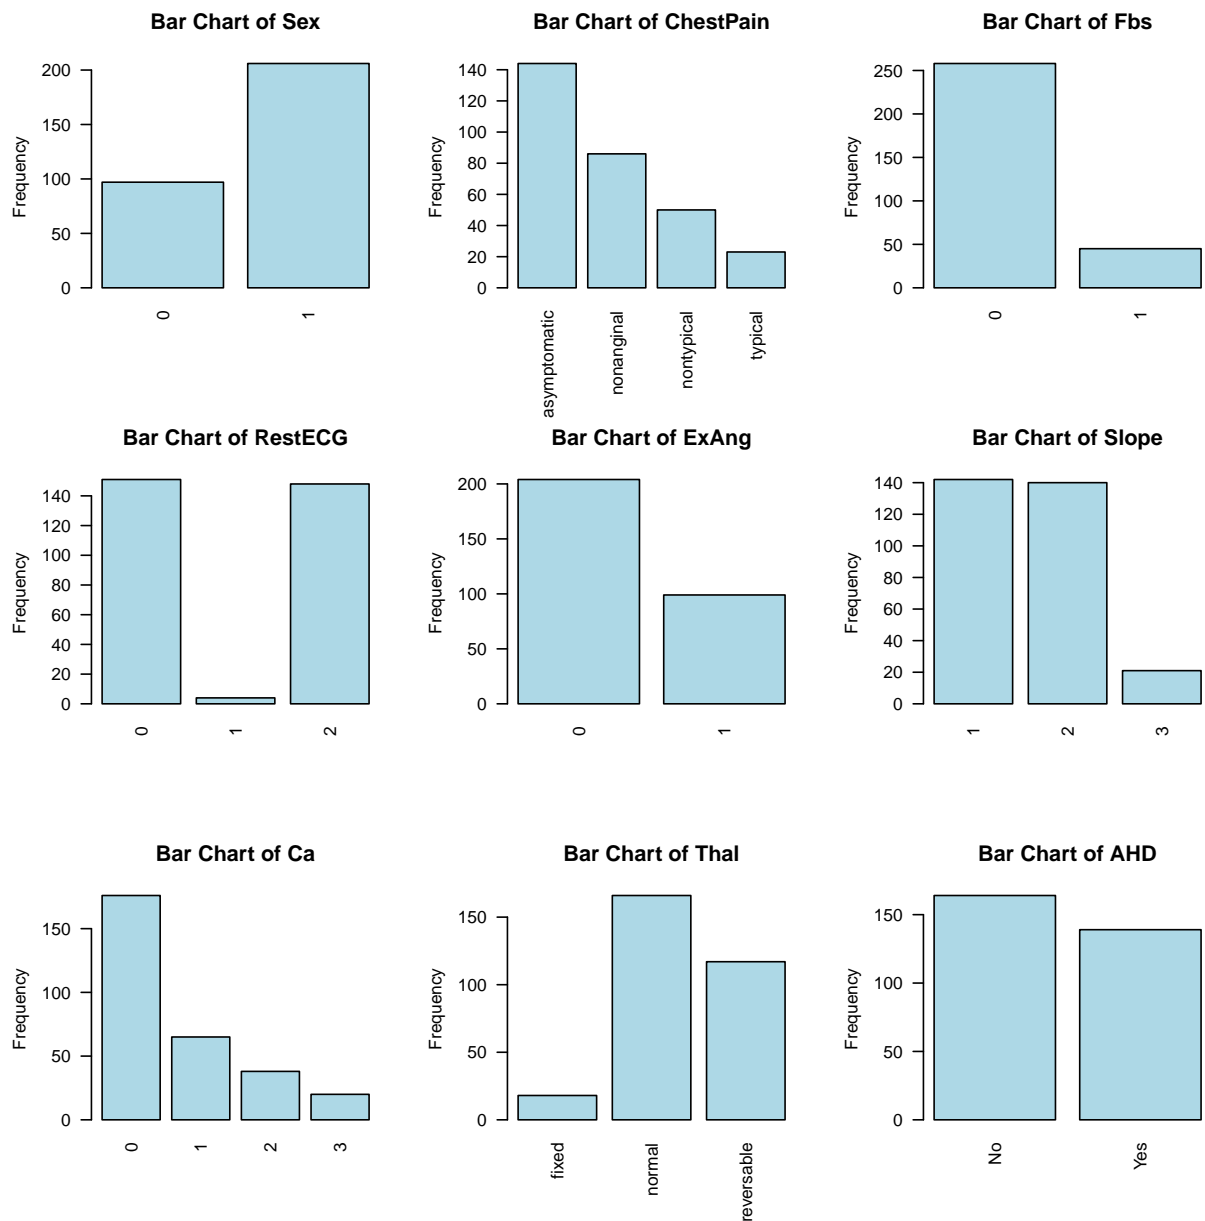 Bar Chart of Sex
Frequency
200
150
100
50
0
0
1
Bar Chart of ChestPain
Frequency
140
120
100
80
60
40
20
0
asymptomatic
nonanginal
nontypical
typical
Bar Chart of Fbs
Frequency
250
200
150
100
50
0
0
1
Bar Chart of RestECG
Frequency
140
120
100
80
60
40
20
0
0
1
2
Bar Chart of ExAng
Frequency
200
150
100
50
0
0
1
Bar Chart of Slope
Frequency
140
120
100
80
60
40
20
0
1
2
3
Bar Chart of Ca
Frequency
150
100
50
0
0
1
2
3
Bar Chart of Thal
Frequency
150
100
50
0
fixed
normal
reversable
Bar Chart of AHD
Frequency
150
100
50
0
No
Yes